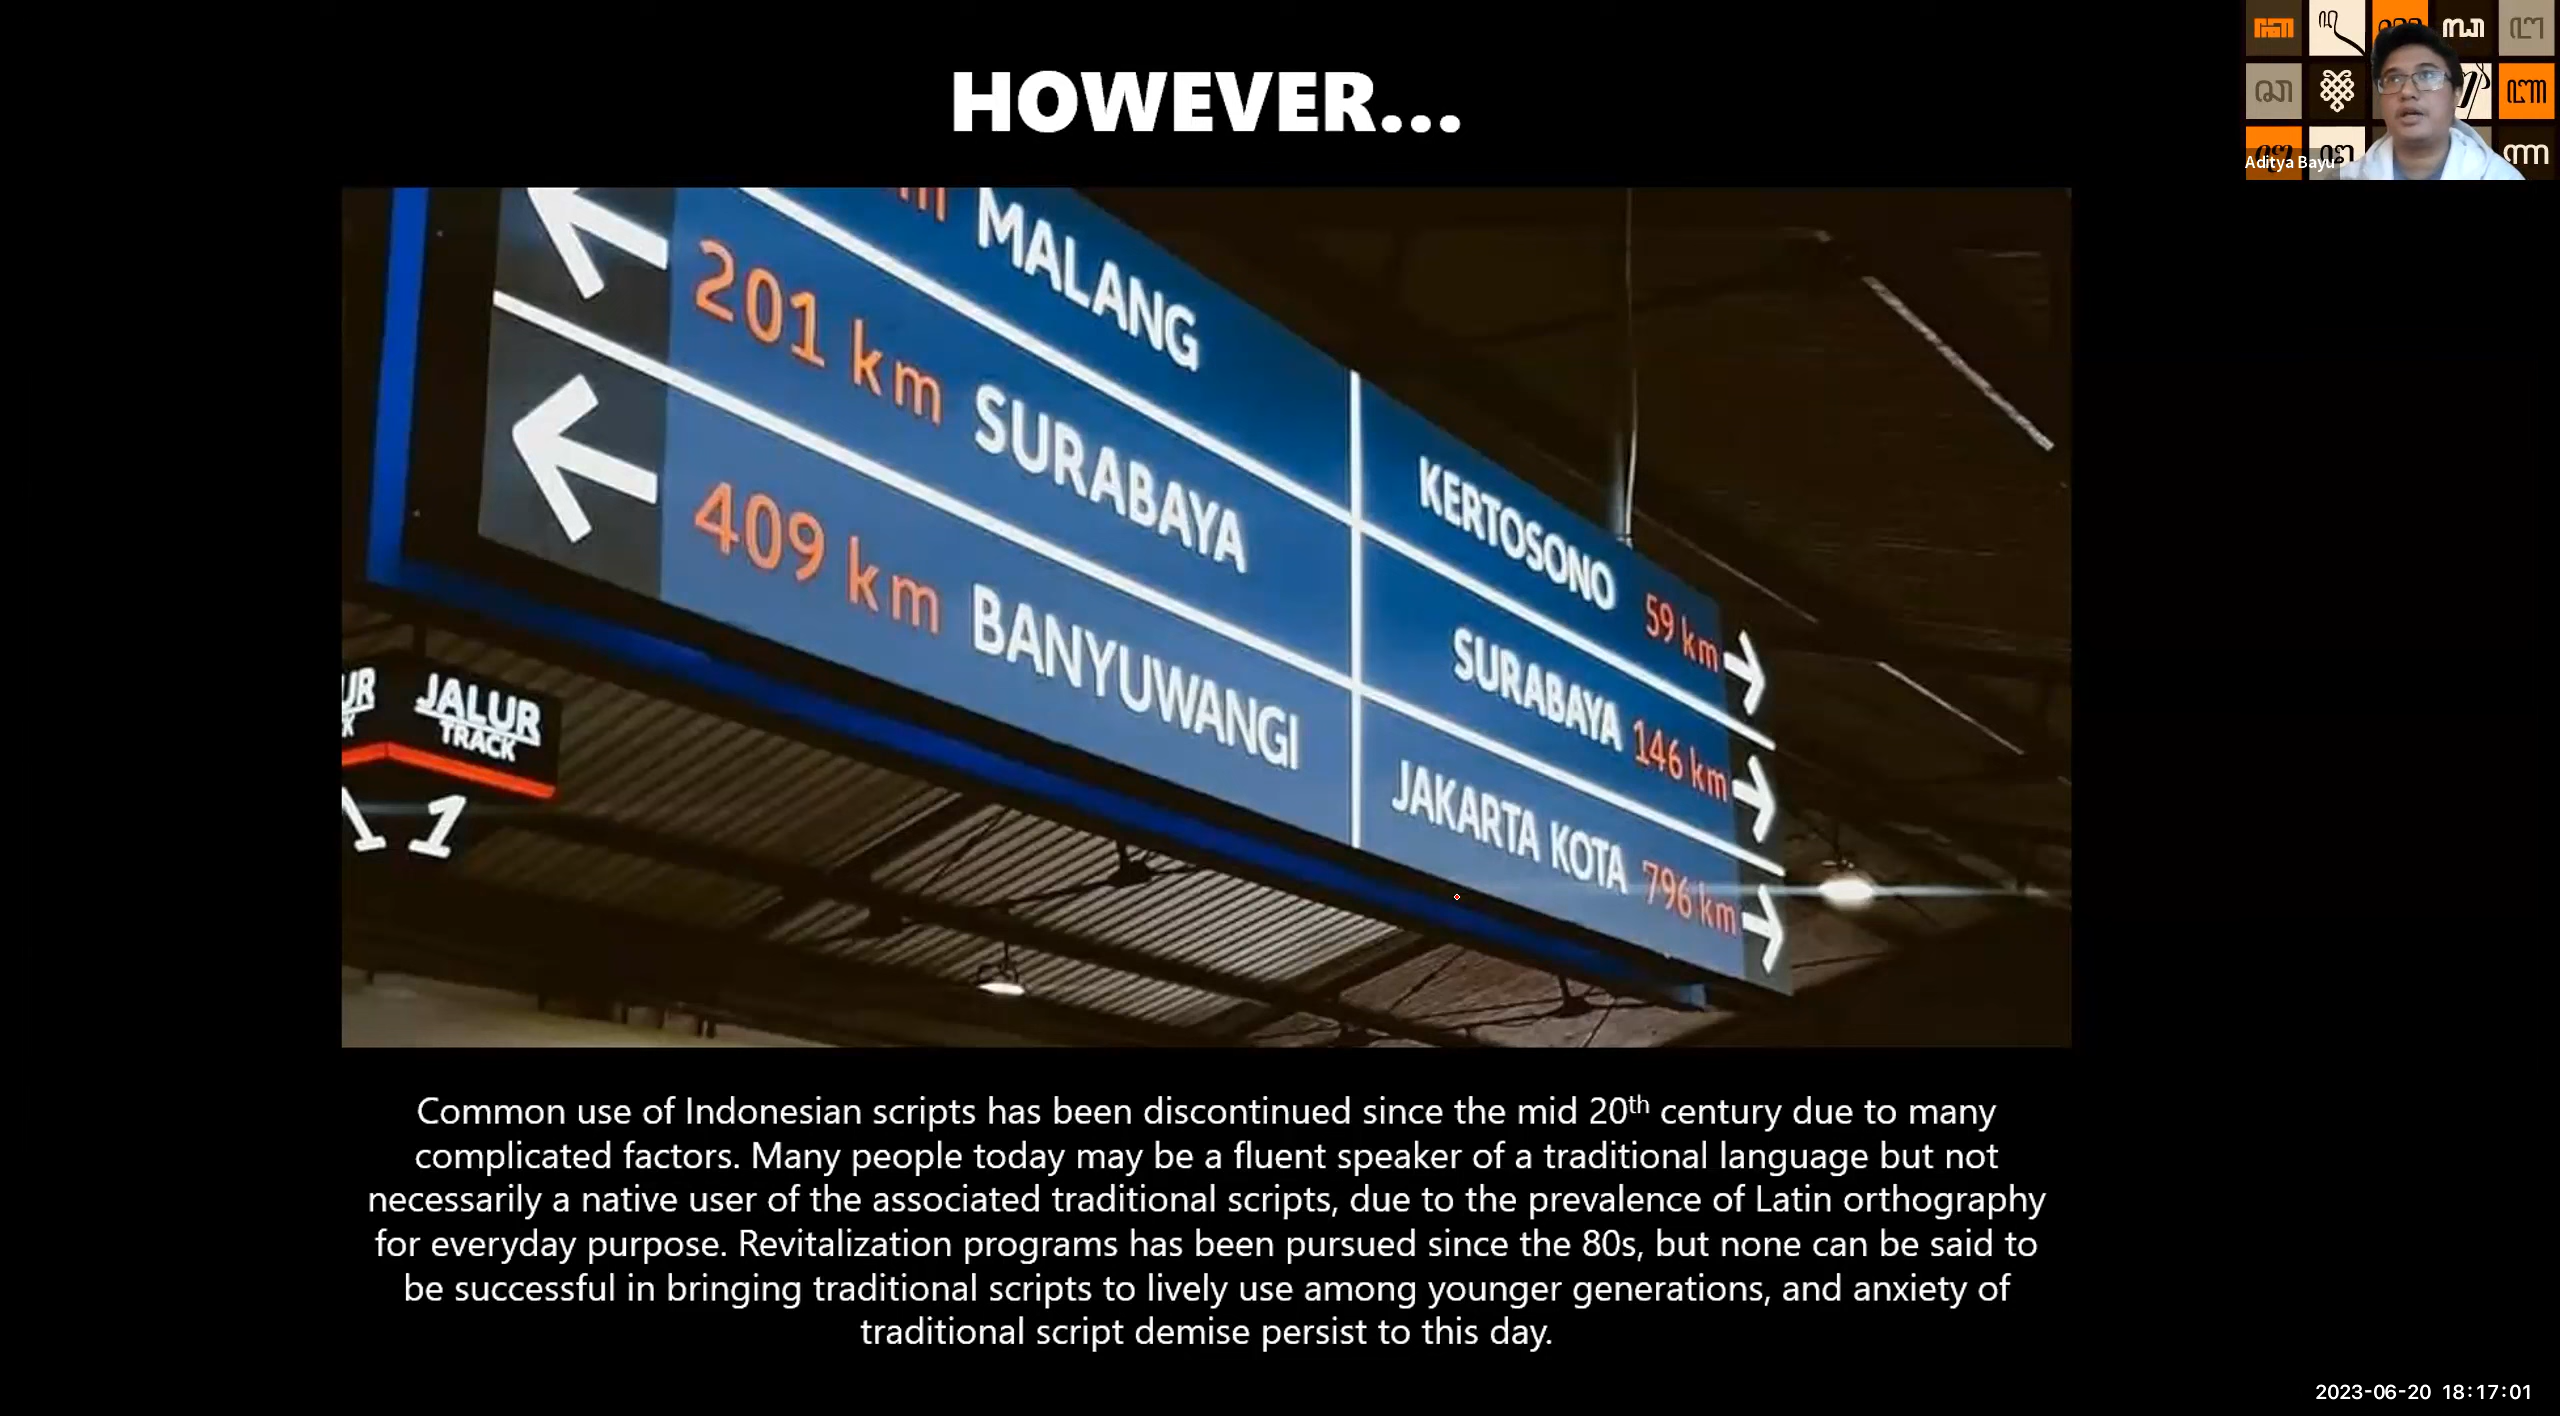 HOWEVER...
MALANG
201 km SURABAYA
409 km BANYUWANGI
KERTOSONO 59 km
SURABAYA 146 km
JAKARTA KOTA 796 km
JALUR
TRACK
1
Aditya Bayu
Common use of Indonesian scripts has been discontinued since the mid 20th century due to many
complicated factors. Many people today may be a fluent speaker of a traditional language but not
necessarily a native user of the associated traditional scripts, due to the prevalence of Latin orthography
for everyday purpose. Revitalization programs has been pursued since the 80s, but none can be said to
be successful in bringing traditional scripts to lively use among younger generations, and anxiety of
traditional script demise persist to this day.
2023-06-20 18:17:01